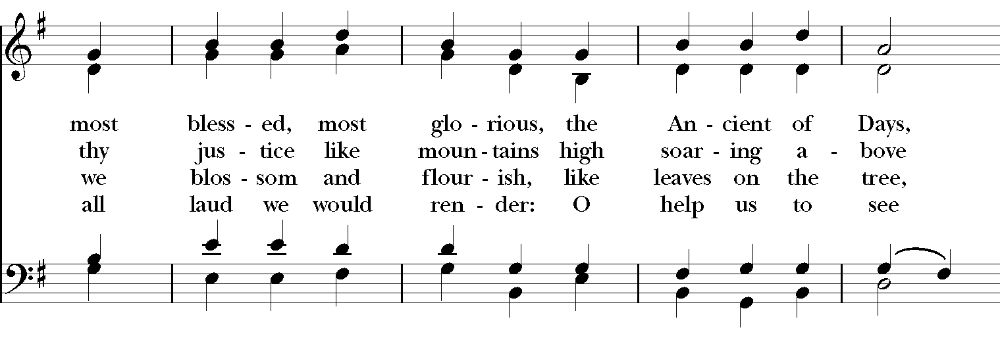 most bless - ed, most glo - rious, the An - cient of Days,
thy jus - tice like moun - tains high soar - ing a - bove
we blos - som and flour - ish, like leaves on the tree,
all laud we would ren - der: O help us to see